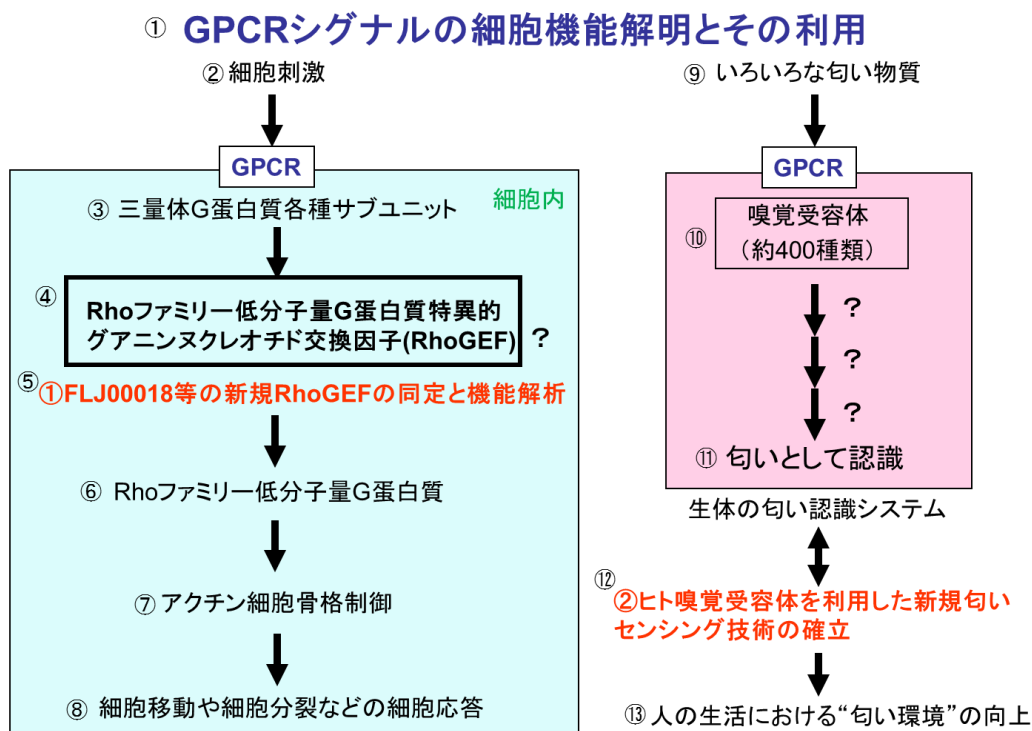 ① GPCRシグナルの細胞機能解明とその利用
② 細胞刺激
GPCR
細胞内
③ 三量体G蛋白質各種サブユニット
④
Rhoファミリー低分子量G蛋白質特異的
グアニンヌクレオチド交換因子(RhoGEF) ?
⑤ ①FLJ00018等の新規RhoGEFの同定と機能解析
⑥ Rhoファミリー低分子量G蛋白質
⑦ アクチン細胞骨格制御
⑧ 細胞移動や細胞分裂などの細胞応答
⑨ いろいろな匂い物質
GPCR
⑩ 嗅覚受容体
(約400種類)
?
?
?
⑪ 匂いとして認識
生体の匂い認識システム
⑫
②ヒト嗅覚受容体を利用した新規匂い
センシング技術の確立
⑬ 人の生活における“匂い環境”の向上